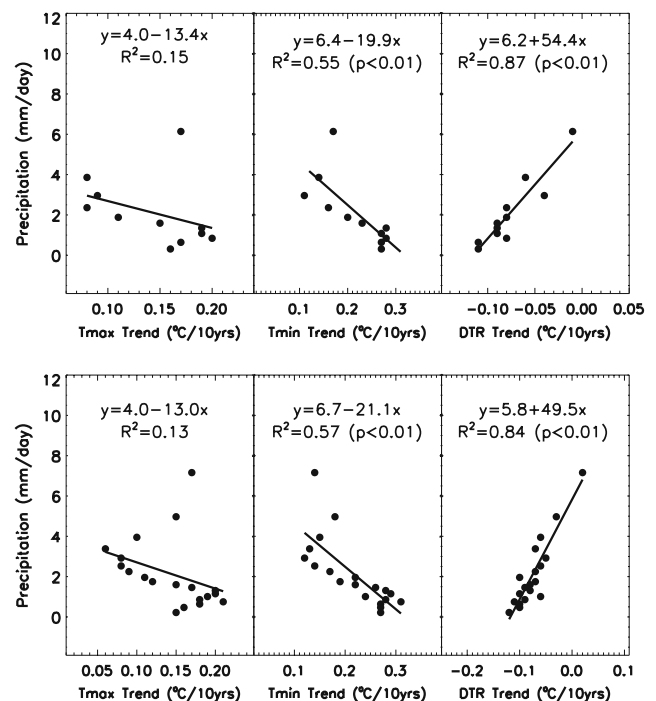 y=4.0−13.4x
R²=0.15
y=6.4−19.9x
R²=0.55 (p<0.01)
y=6.2+54.4x
R²=0.87 (p<0.01)
Precipitation (mm/day)
12
10
8
6
4
2
0
0.10 0.15 0.20
Tmax Trend (°C/10yrs)
0.1 0.2 0.3
Tmin Trend (°C/10yrs)
−0.10 −0.05 0.00 0.05
DTR Trend (°C/10yrs)
y=4.0−13.0x
R²=0.13
y=6.7−21.1x
R²=0.57 (p<0.01)
y=5.8+49.5x
R²=0.84 (p<0.01)
Precipitation (mm/day)
12
10
8
6
4
2
0
0.05 0.10 0.15 0.20
Tmax Trend (°C/10yrs)
0.1 0.2 0.3
Tmin Trend (°C/10yrs)
−0.2 −0.1 0.0 0.1
DTR Trend (°C/10yrs)